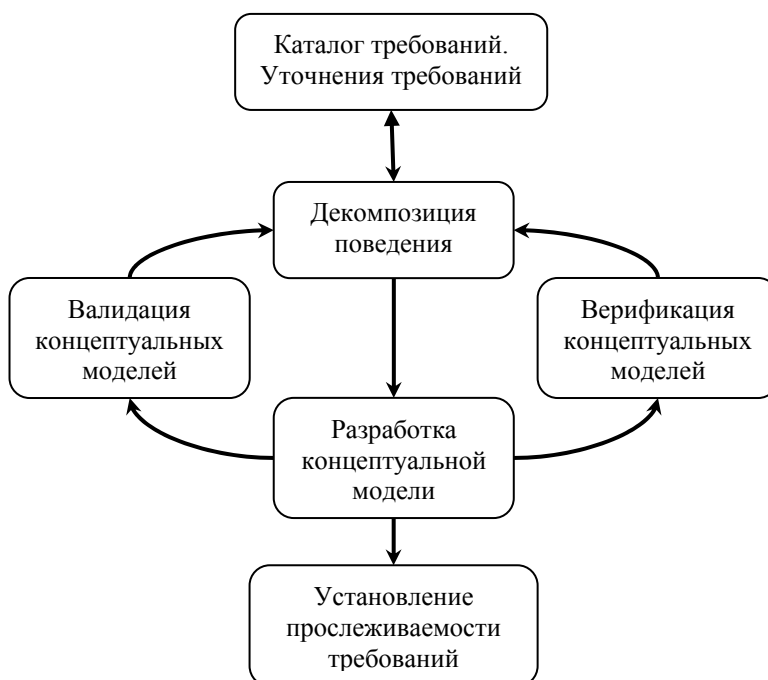 Каталог требований.
Уточнения требований
Декомпозиция
поведения
Валидация
концептуальных
моделей
Верификация
концептуальных
моделей
Разработка
концептуальной
модели
Установление
прослеживаемости
требований